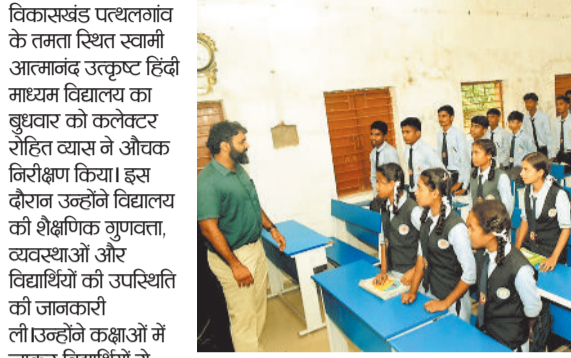 विकासखंड पत्थलगांव
के तमता स्थित स्वामी
आत्मानंद उत्कृष्ट हिंदी
माध्यम विद्यालय का
बुधवार को कलेक्टर
रोहित व्यास ने औचक
निरीक्षण किया। इस
दौरान उन्होंने विद्यालय
की शैक्षणिक गुणवत्ता,
व्यवस्थाओं और
विद्यार्थियों की उपस्थिति
की जानकारी
ली।उन्होंने कक्षाओं में